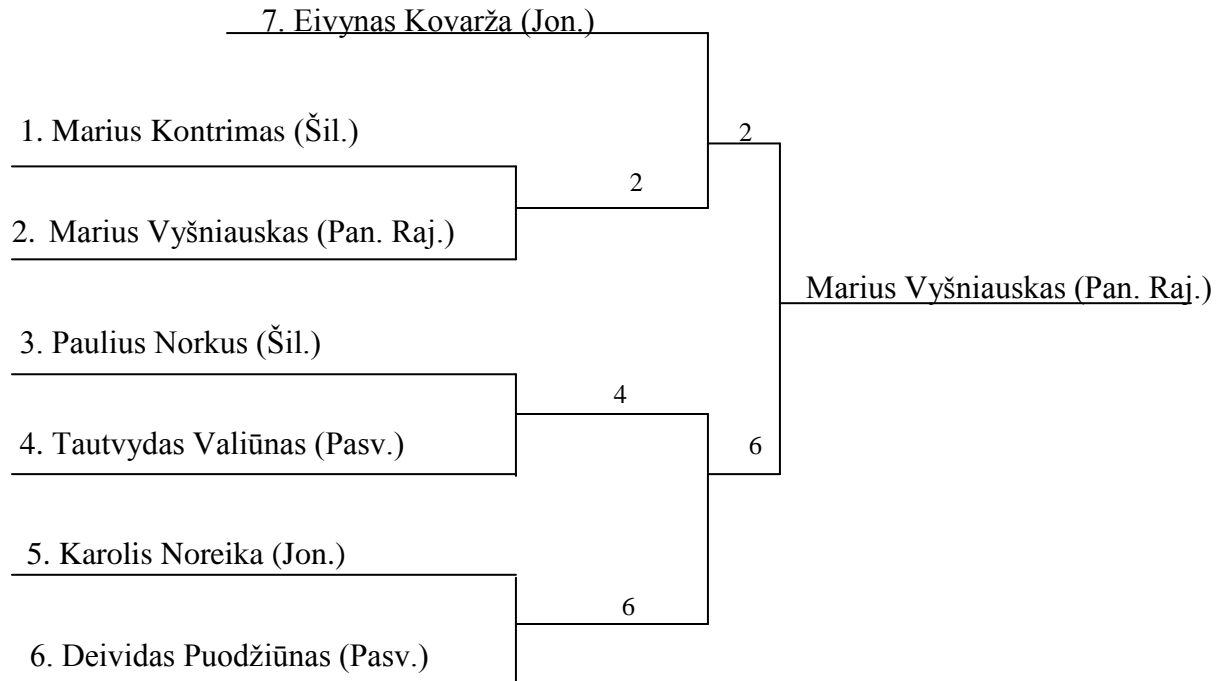 7. Eivynas Kovarža (Jon.)
1. Marius Kontrimas (Šil.)
2
2
2. Marius Vyšniauskas (Pan. Raj.)
Marius Vyšniauskas (Pan. Raj.)
3. Paulius Norkus (Šil.)
4
4. Tautvydas Valiūnas (Pasv.)
6
5. Karolis Noreika (Jon.)
6
6. Deividas Puodžiūnas (Pasv.)